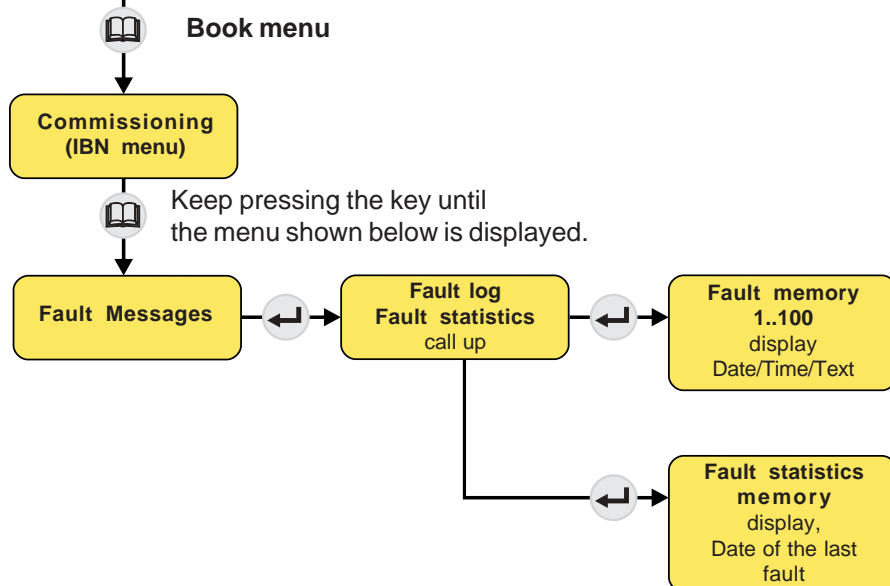 Book menu
Commissioning
(IBN menu)
Keep pressing the key until
the menu shown below is displayed.
Fault Messages
Fault log
Fault statistics
call up
Fault memory
1..100
display
Date/Time/Text
Fault statistics
memory
display,
Date of the last
fault